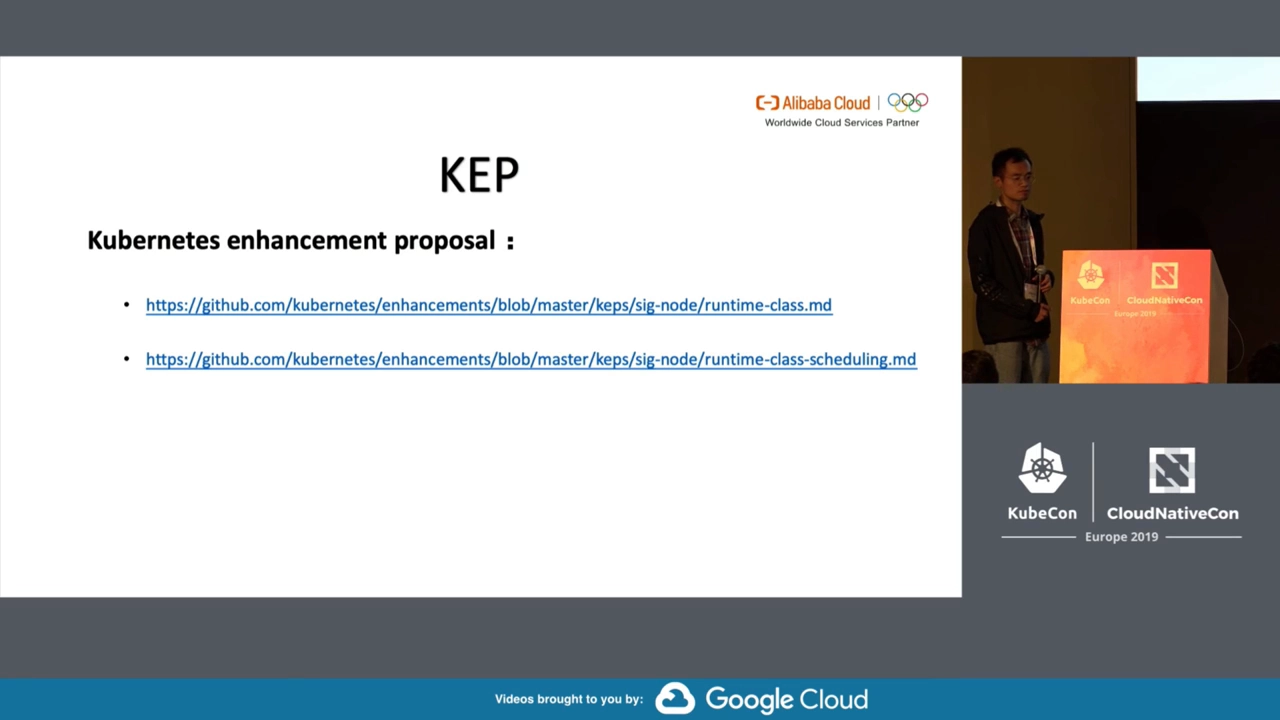 Alibaba Cloud
Worldwide Cloud Services Partner
KEP
Kubernetes enhancement proposal：
• https://github.com/kubernetes/enhancements/blob/master/keps/sig-node/runtime-class.md
• https://github.com/kubernetes/enhancements/blob/master/keps/sig-node/runtime-class-scheduling.md
KubeCon CloudNativeCon
Europe 2019
KubeCon CloudNativeCon
Europe 2019
Videos brought to you by: Google Cloud